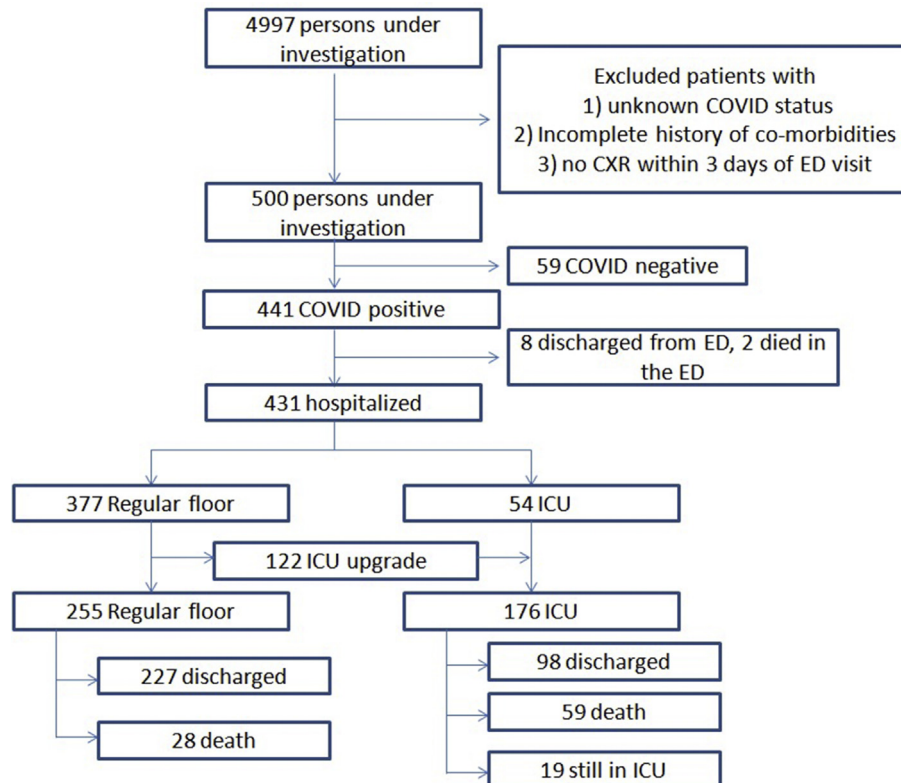 4997 persons under
investigation
Excluded patients with
1) unknown COVID status
2) Incomplete history of co-morbidities
3) no CXR within 3 days of ED visit
500 persons under
investigation
59 COVID negative
441 COVID positive
8 discharged from ED, 2 died in
the ED
431 hospitalized
377 Regular floor
54 ICU
122 ICU upgrade
255 Regular floor
176 ICU
227 discharged
28 death
98 discharged
59 death
19 still in ICU